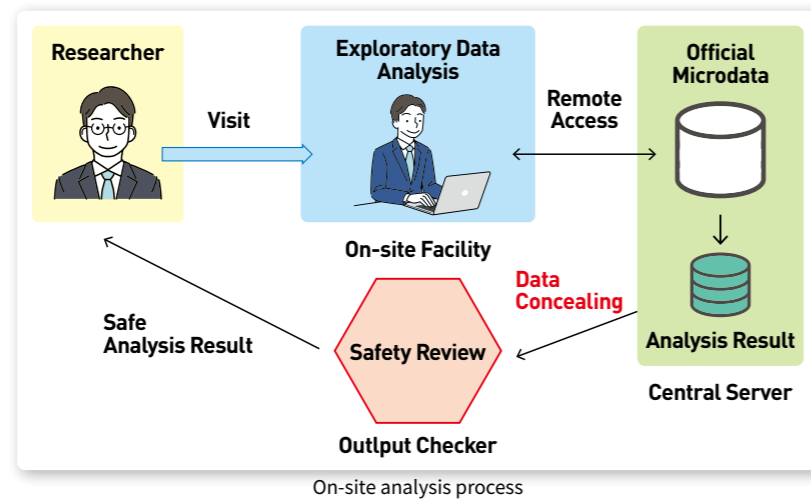 Researcher
Visit
Exploratory Data
Analysis
On-site Facility
Remote
Access
Official
Microdata
Analysis Result
Central Server
Data
Concealing
Safety Review
Outlput Checker
Safe
Analysis Result
On-site analysis process